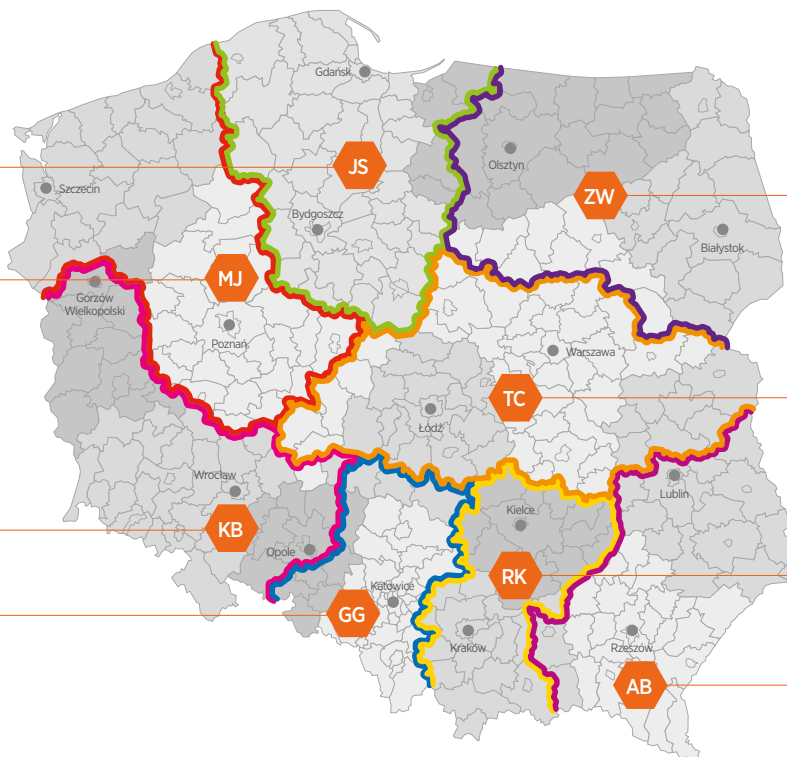 Gdańsk
JS
Olsztyn
Szczecin
ZW
Bydgoszcz
Białystok
MJ
Gorzów
Wielkopolski
Poznań
Warszawa
TC
Łódź
Wrocław
Lublin
Kielce
KB
Opole
RK
Katowice
GG
Kraków
Rzeszów
AB